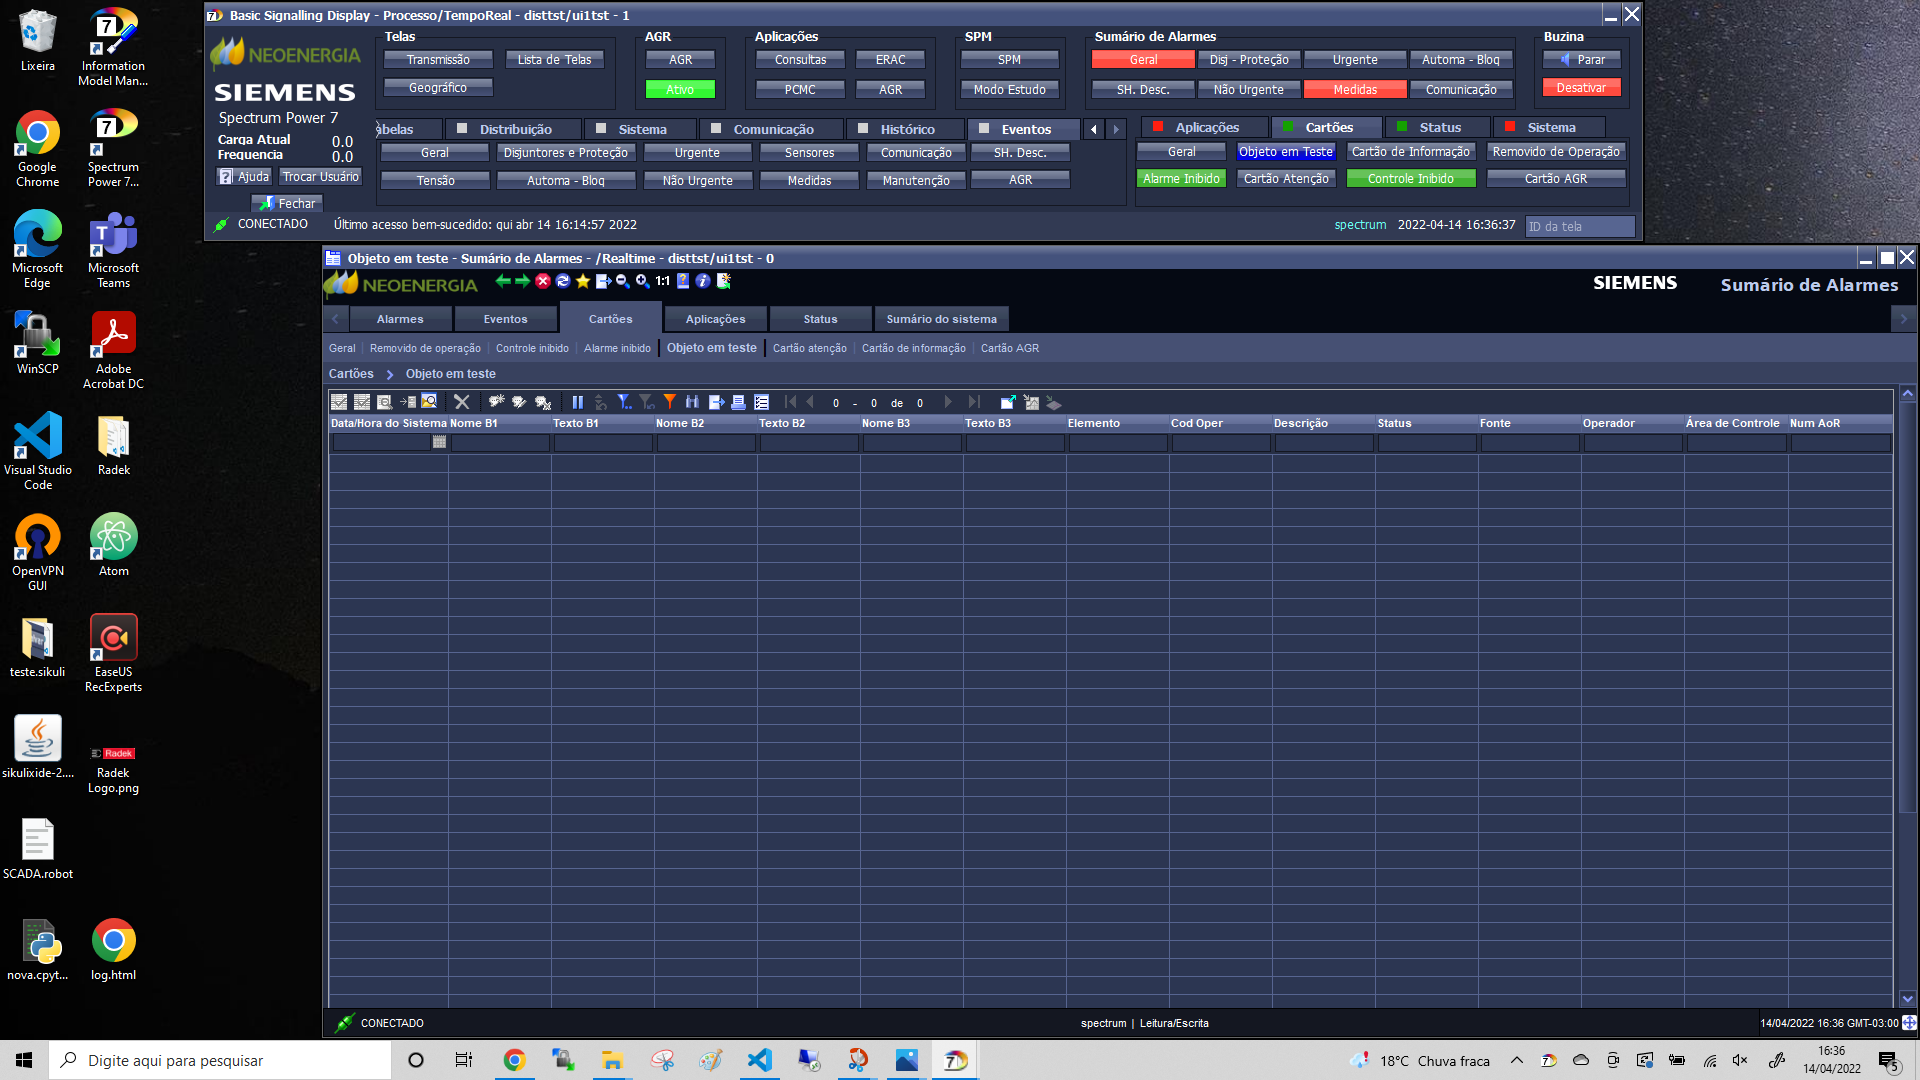 Lixeira
Information Model Man...
Google Chrome
Spectrum Power 7...
Microsoft Edge
Microsoft Teams
WinSCP
Adobe Acrobat DC
Visual Studio Code
Radek
OpenVPN GUI
Atom
teste.sikuli
EaseUS RecExperts
sikulixide-2....
Radek
Radek Logo.png
SCADA.robot
nova.cpyt...
log.html
Basic Signalling Display - Processo/TempoReal - disttst/ui1tst - 1
NEOENERGIA
SIEMENS
Spectrum Power 7
Carga Atual 0.0
Frequencia 0.0
Ajuda Trocar Usuário
Fechar
Telas
Transmissão Lista de Telas
Geográfico
AGR
AGR
Ativo
Aplicações
Consultas ERAC
PCMC AGR
SPM
SPM
Modo Estudo
Sumário de Alarmes
Geral Disj - Proteção Urgente Automa - Bloq
SH. Desc. Não Urgente Medidas Comunicação
Buzina
Parar
Desativar
abelas Distribuição Sistema Comunicação Histórico Eventos
Geral Disjuntores e Proteção Urgente Sensores Comunicação SH. Desc.
Tensão Automa - Bloq Não Urgente Medidas Manutenção AGR
Aplicações Cartões Status Sistema
Geral Objeto em Teste Cartão de Informação Removido de Operação
Alarme Inibido Cartão Atenção Controle Inibido Cartão AGR
CONECTADO Último acesso bem-sucedido: qui abr 14 16:14:57 2022 spectrum 2022-04-14 16:36:37 ID da tela
Objeto em teste - Sumário de Alarmes - /Realtime - disttst/ui1tst - 0
NEOENERGIA 1:1 SIEMENS Sumário de Alarmes
Alarmes Eventos Cartões Aplicações Status Sumário do sistema
Geral Removido de operação Controle inibido Alarme inibido Objeto em teste Cartão atenção Cartão de informação Cartão AGR
Cartões Objeto em teste
0 - 0 de 0
Data/Hora do Sistema Nome B1 Texto B1 Nome B2 Texto B2 Nome B3 Texto B3 Elemento Cod Oper Descrição Status Fonte Operador Área de Controle Num AoR
CONECTADO spectrum | Leitura/Escrita 14/04/2022 16:36 GMT-03:00
Digite aqui para pesquisar
18°C Chuva fraca
16:36
14/04/2022
5